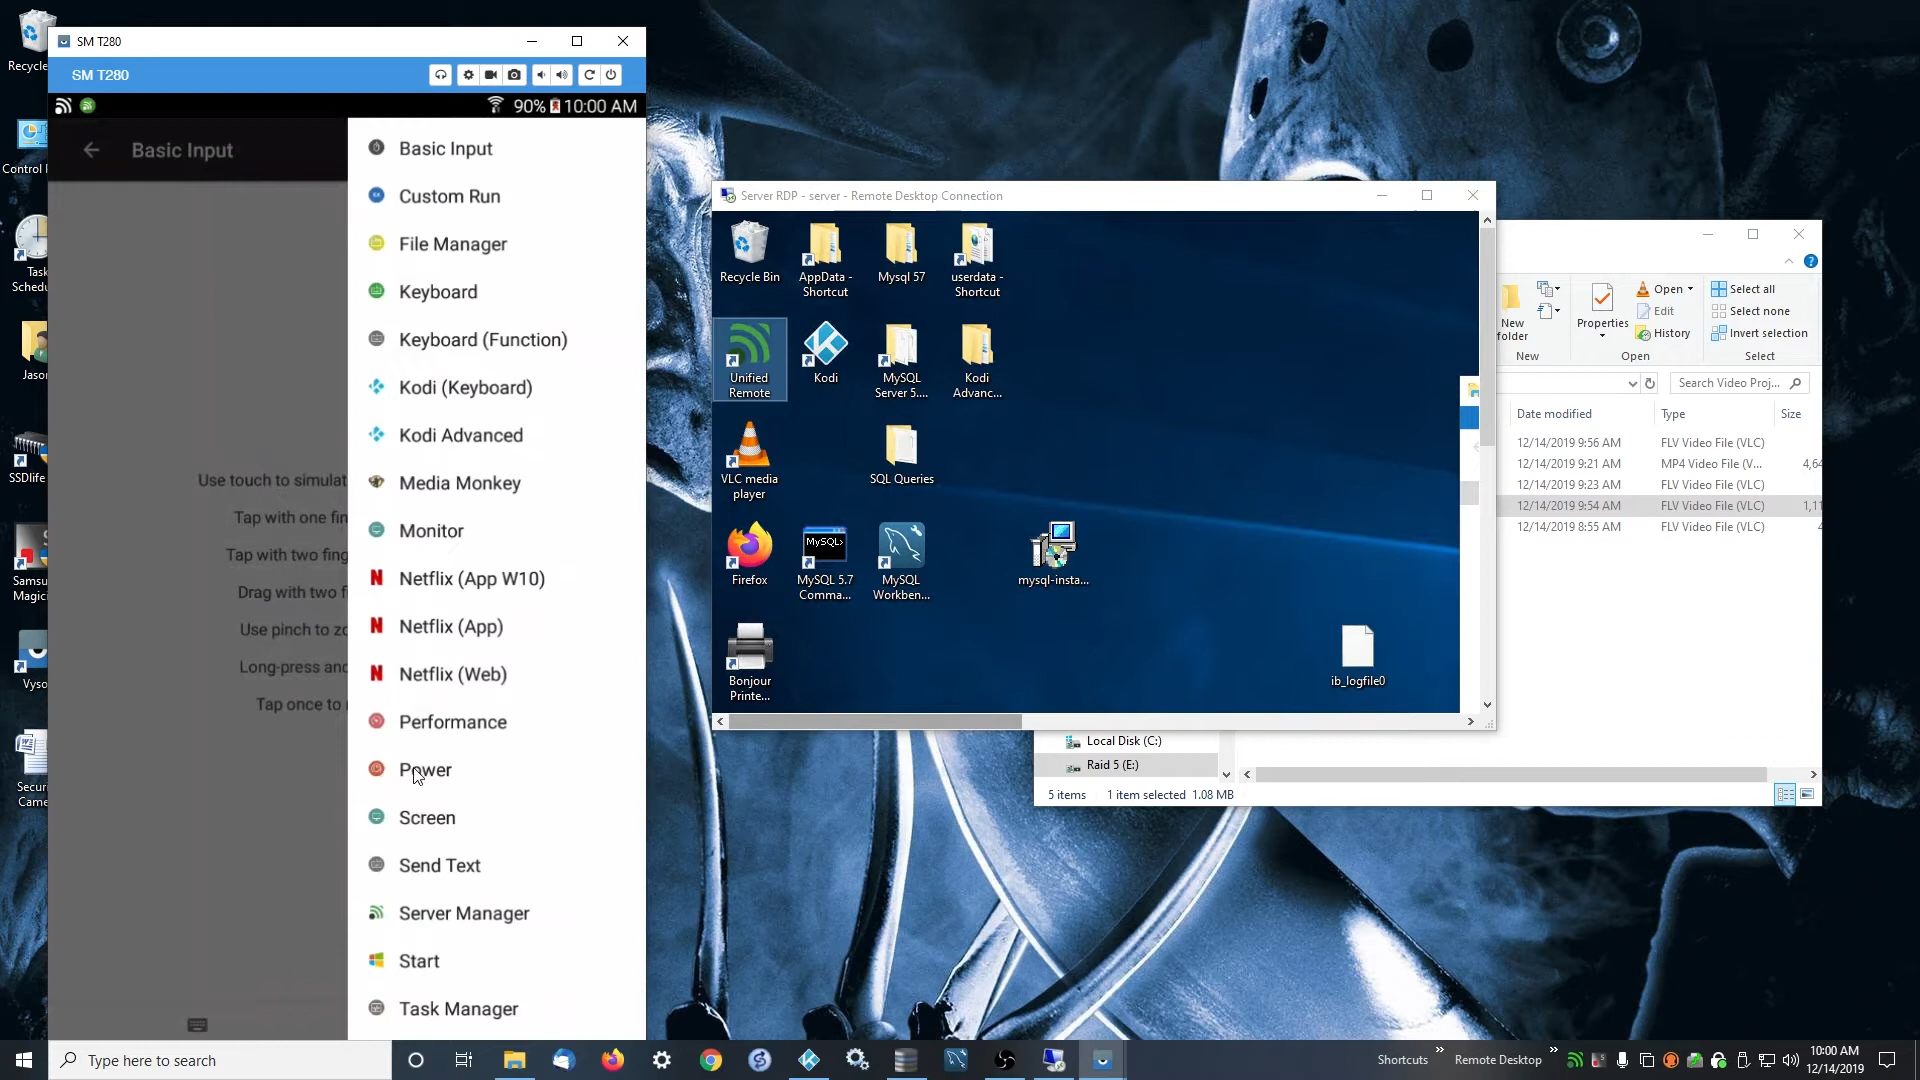 SM T280
SM T280
90% 10:00 AM
Basic Input
Use touch to simulat
Tap with one fin
Tap with two fing
Drag with two f
Use pinch to zo
Long-press and
Tap once to
Basic Input
Custom Run
File Manager
Keyboard
Keyboard (Function)
Kodi (Keyboard)
Kodi Advanced
Media Monkey
Monitor
Netflix (App W10)
Netflix (App)
Netflix (Web)
Performance
Power
Screen
Send Text
Server Manager
Start
Task Manager
Recycle
Control
Task
Schedu
Jason
SSDlife
Samsu
Magici
Vyso
Securi
Came
Server RDP - server - Remote Desktop Connection
Recycle Bin
AppData -
Shortcut
Mysql 57
userdata -
Shortcut
Unified
Remote
Kodi
MySQL
Server 5....
Kodi
Advanc...
VLC media
player
SQL Queries
Firefox
MySQL>
MySQL 5.7
Comma...
MySQL
Workben...
mysql-insta...
Bonjour
Printe...
ib_logfile0
New
folder
New
Properties
Open
Edit
History
Open
Select all
Select none
Invert selection
Select
Search Video Proj...
Date modified Type Size
12/14/2019 9:56 AM FLV Video File (VLC)
12/14/2019 9:21 AM MP4 Video File (V... 4,64
12/14/2019 9:23 AM FLV Video File (VLC)
12/14/2019 9:54 AM FLV Video File (VLC) 1,11
12/14/2019 8:55 AM FLV Video File (VLC)
Local Disk (C:)
Raid 5 (E:)
5 items 1 item selected 1.08 MB
Type here to search
Shortcuts
Remote Desktop
10:00 AM
12/14/2019